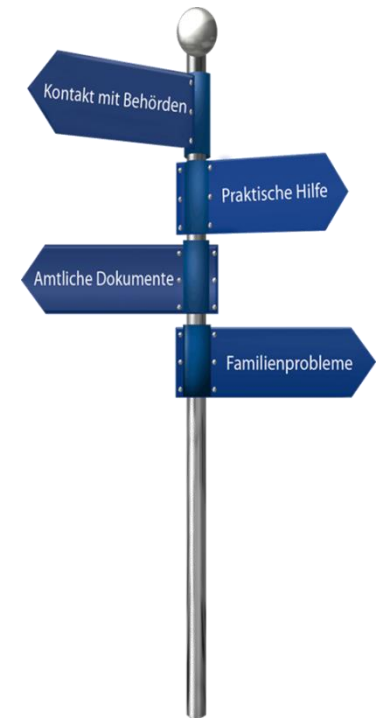 Kontakt mit Behörden
Praktische Hilfe
Amtliche Dokumente
Familienprobleme